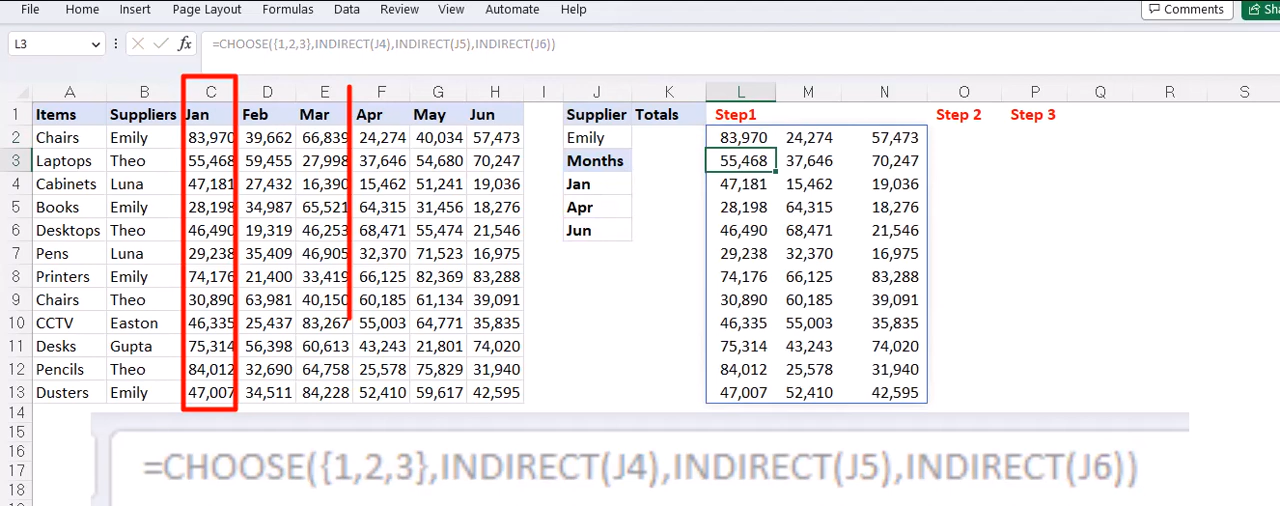 File Home Insert Page Layout Formulas Data Review View Automate Help Comments Sha
L3 fx =CHOOSE({1,2,3},INDIRECT(J4),INDIRECT(J5),INDIRECT(J6))
A B C D E F G H I J K L M N O P Q R S
1 Items Suppliers Jan Feb Mar Apr May Jun Supplier Totals Step1 Step 2 Step 3
2 Chairs Emily 83,970 39,662 66,839 24,274 40,034 57,473 Emily 83,970 24,274 57,473
3 Laptops Theo 55,468 59,455 27,998 37,646 54,680 70,247 Months 55,468 37,646 70,247
4 Cabinets Luna 47,181 27,432 16,390 15,462 51,241 19,036 Jan 47,181 15,462 19,036
5 Books Emily 28,198 34,987 65,521 64,315 31,456 18,276 Apr 28,198 64,315 18,276
6 Desktops Theo 46,490 19,319 46,253 68,471 55,474 21,546 Jun 46,490 68,471 21,546
7 Pens Luna 29,238 35,409 46,905 32,370 71,523 16,975 29,238 32,370 16,975
8 Printers Emily 74,176 21,400 33,419 66,125 82,369 83,288 74,176 66,125 83,288
9 Chairs Theo 30,890 63,981 40,150 60,185 61,134 39,091 30,890 60,185 39,091
10 CCTV Easton 46,335 25,437 83,267 55,003 64,771 35,835 46,335 55,003 35,835
11 Desks Gupta 75,314 56,398 60,613 43,243 21,801 74,020 75,314 43,243 74,020
12 Pencils Theo 84,012 32,690 64,758 25,578 75,829 31,940 84,012 25,578 31,940
13 Dusters Emily 47,007 34,511 84,228 52,410 59,617 42,595 47,007 52,410 42,595
14
15
16
17
18
=CHOOSE({1,2,3},INDIRECT(J4),INDIRECT(J5),INDIRECT(J6))